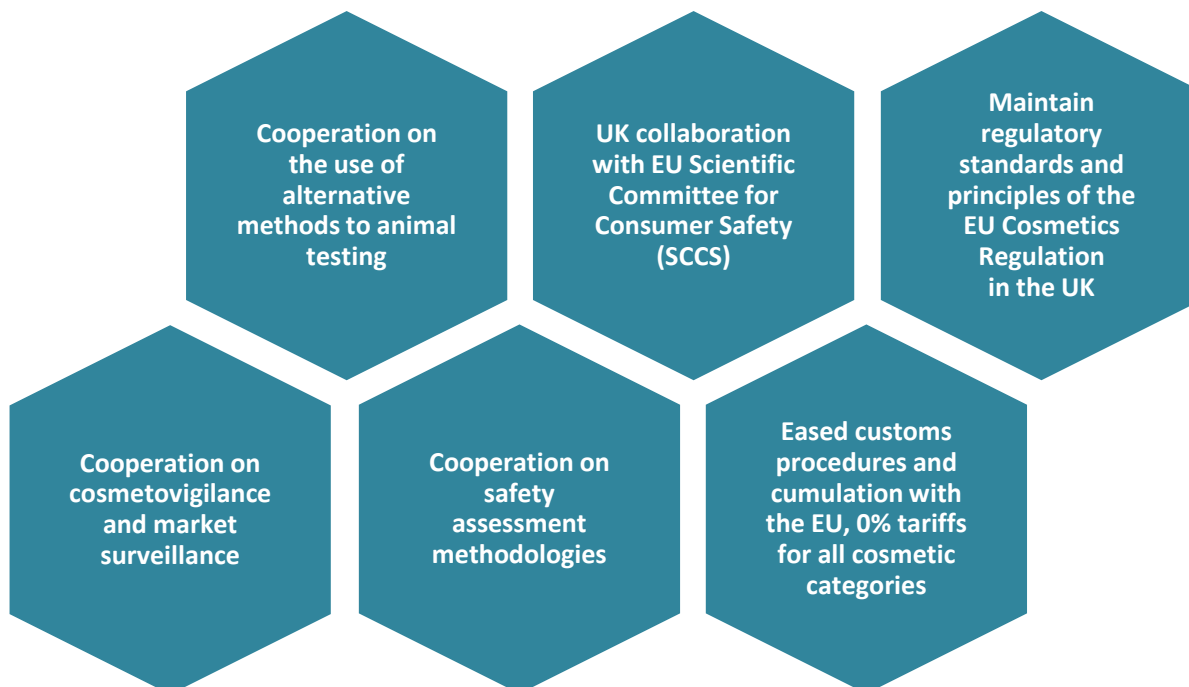 Cooperation on
the use of
alternative
methods to animal
testing
UK collaboration
with EU Scientific
Committee for
Consumer Safety
(SCCS)
Maintain
regulatory
standards and
principles of the
EU Cosmetics
Regulation
in the UK
Cooperation on
cosmetovigilance
and market
surveillance
Cooperation on
safety
assessment
methodologies
Eased customs
procedures and
cumulation with
the EU, 0% tariffs
for all cosmetic
categories